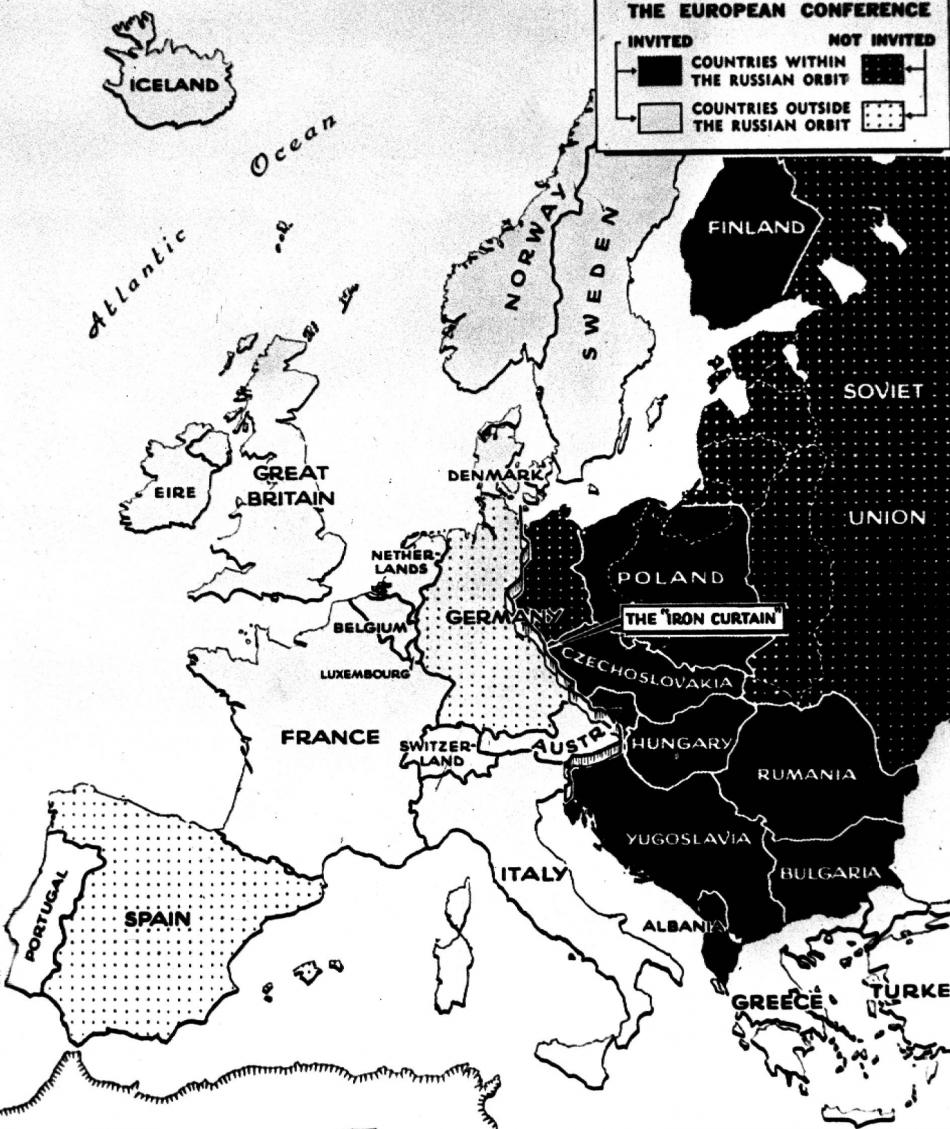 THE EUROPEAN CONFERENCE
INVITED
NOT INVITED
COUNTRIES WITHIN
THE RUSSIAN ORBIT
COUNTRIES OUTSIDE
THE RUSSIAN ORBIT
ICELAND
Atlantic Ocean
NORWAY
SWEDEN
FINLAND
SOVIET
UNION
EIRE
GREAT
BRITAIN
DENMARK
NETHER-
LANDS
BELGIUM
LUXEMBOURG
GERMANY
POLAND
THE "IRON CURTAIN"
CZECHOSLOVAKIA
FRANCE
SWITZER-
LAND
AUSTRI
HUNGARY
RUMANIA
YUGOSLAVIA
BULGARIA
ITALY
ALBANIA
PORTUGAL
SPAIN
GREECE
TURKE